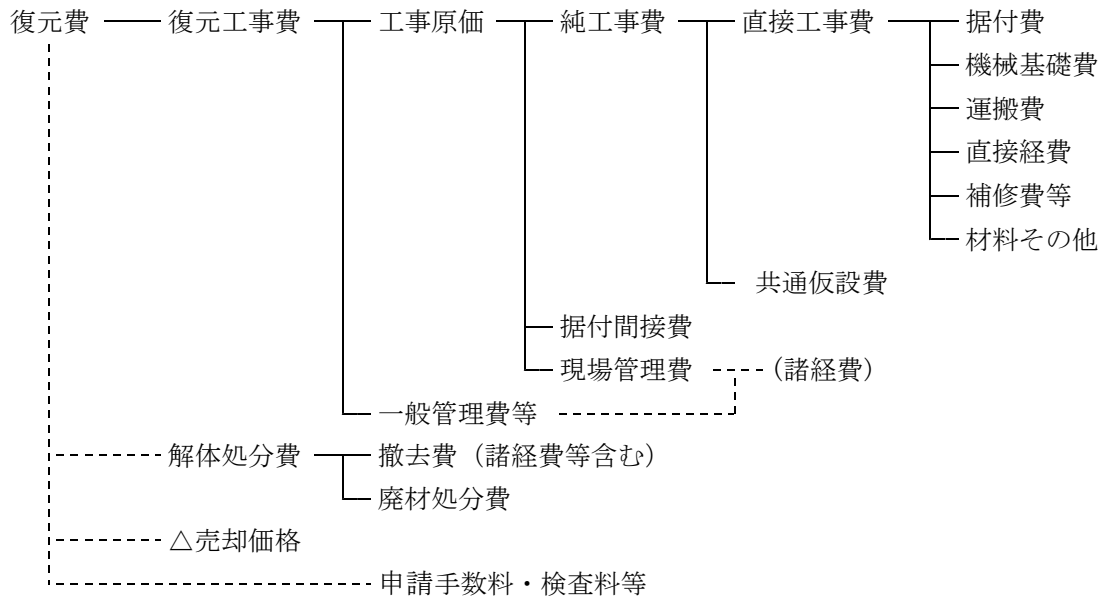 復元費 復元工事費 工事原価 純工事費 直接工事費 据付費
機械基礎費
運搬費
直接経費
補修費等
材料その他
共通仮設費
据付間接費
現場管理費 (諸経費)
一般管理費等
解体処分費 撤去費（諸経費等含む）
廃材処分費
△売却価格
申請手数料・検査料等